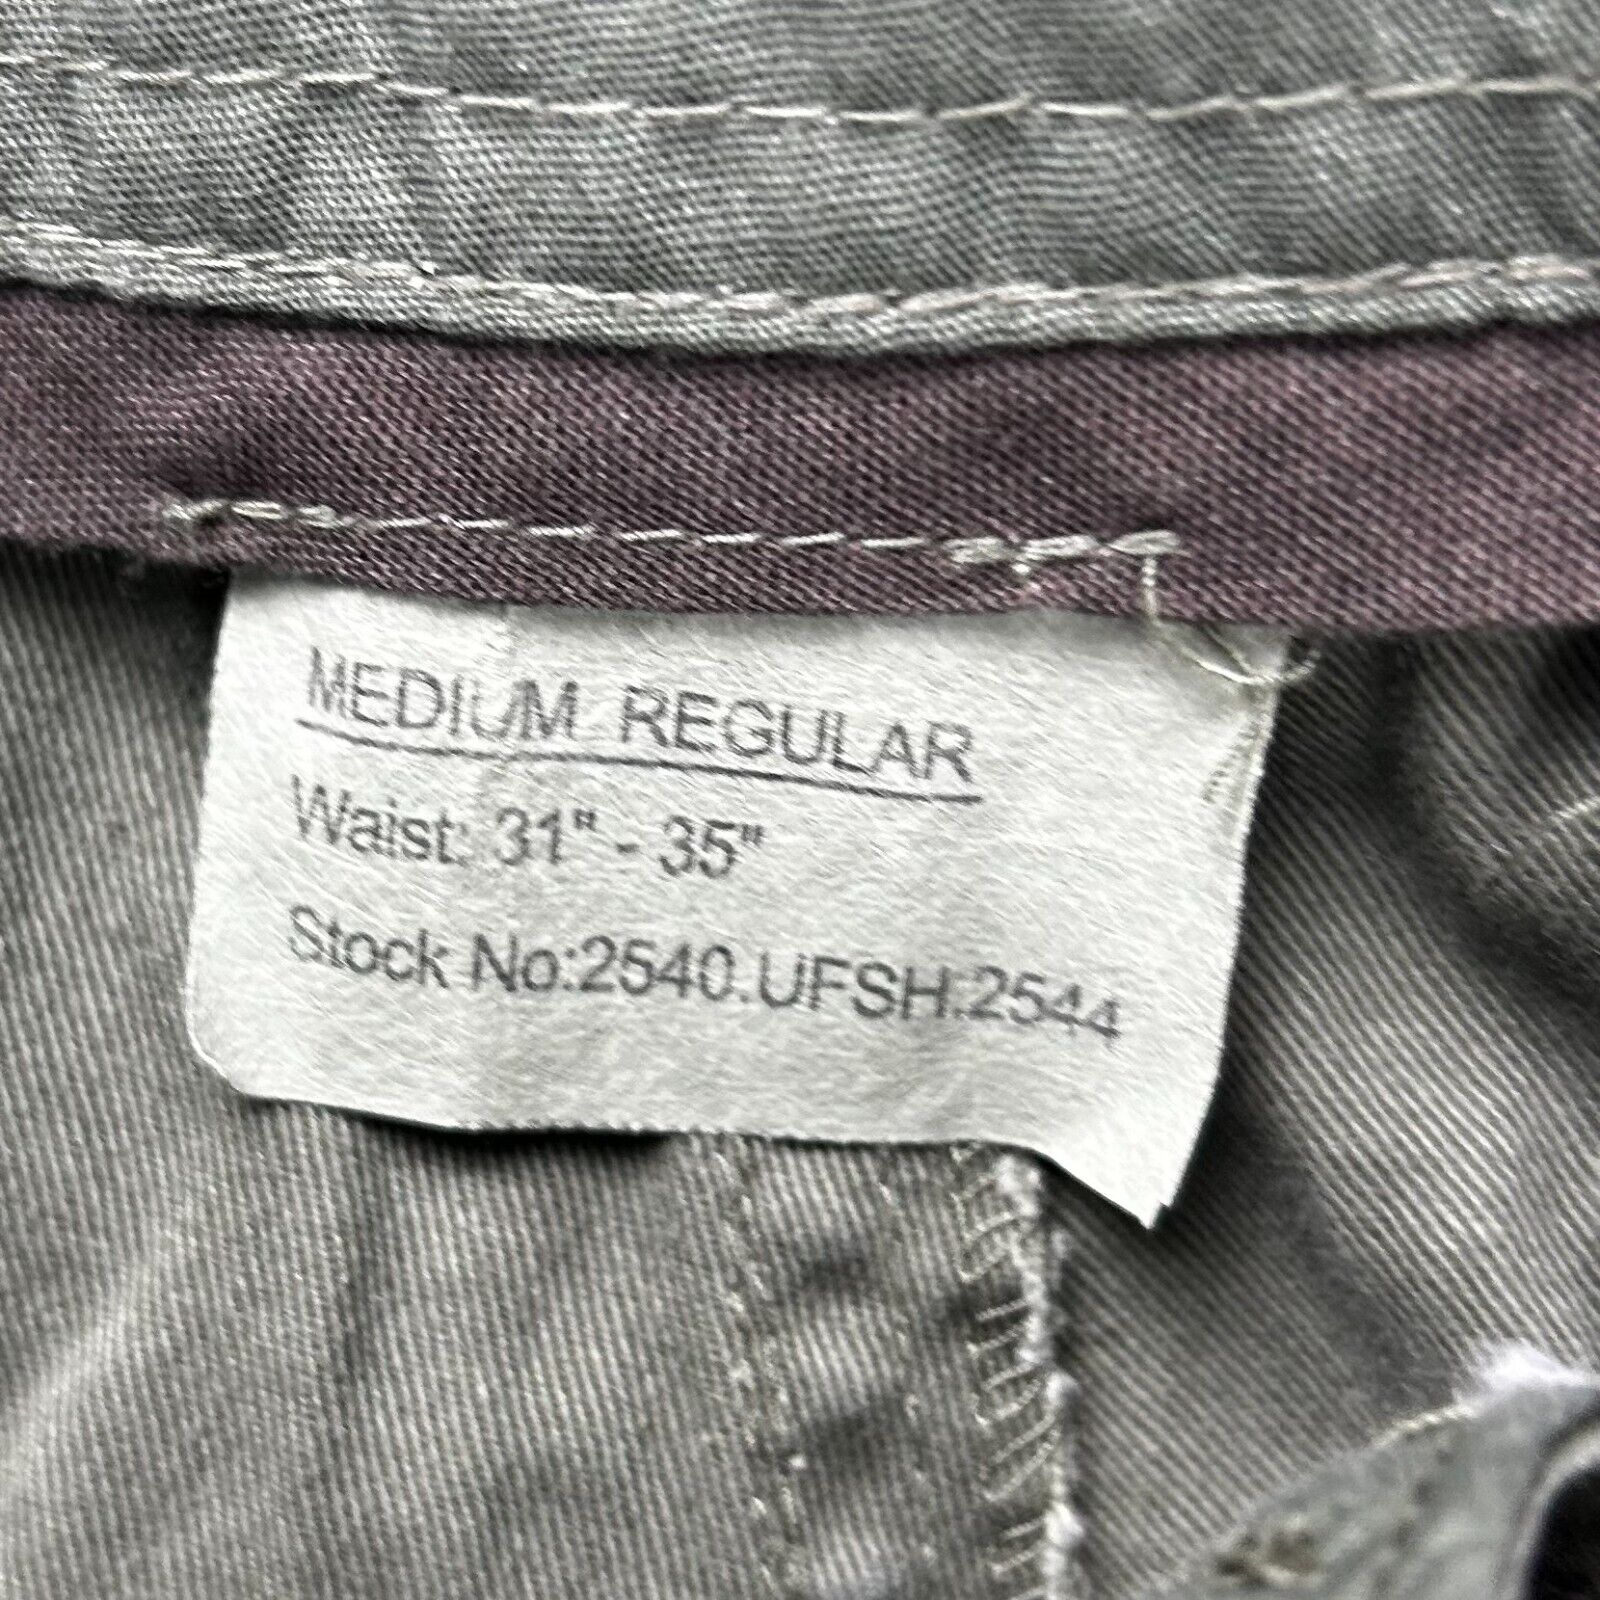 MEDIUM REGULAR
Waist: 31" - 35"
Stock No:2540.UFSH.2544